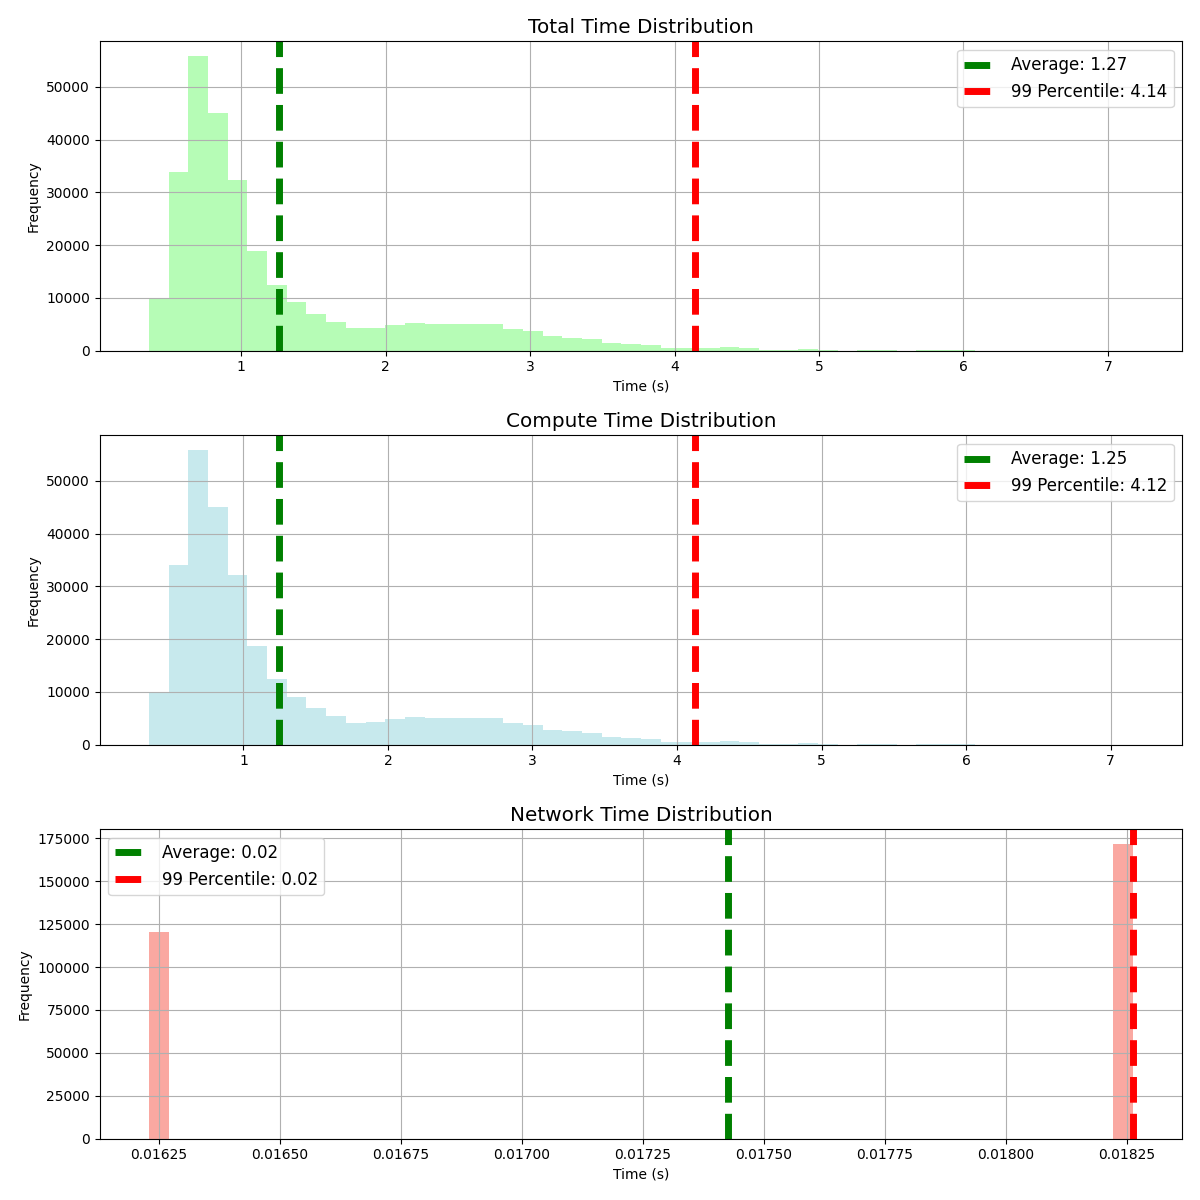 Total Time Distribution
Average: 1.27
99 Percentile: 4.14
Frequency
50000
40000
30000
20000
10000
0
1 2 3 4 5 6 7
Time (s)
Compute Time Distribution
Average: 1.25
99 Percentile: 4.12
Frequency
50000
40000
30000
20000
10000
0
1 2 3 4 5 6 7
Time (s)
Network Time Distribution
Average: 0.02
99 Percentile: 0.02
Frequency
175000
150000
125000
100000
75000
50000
25000
0
0.01625 0.01650 0.01675 0.01700 0.01725 0.01750 0.01775 0.01800 0.01825
Time (s)